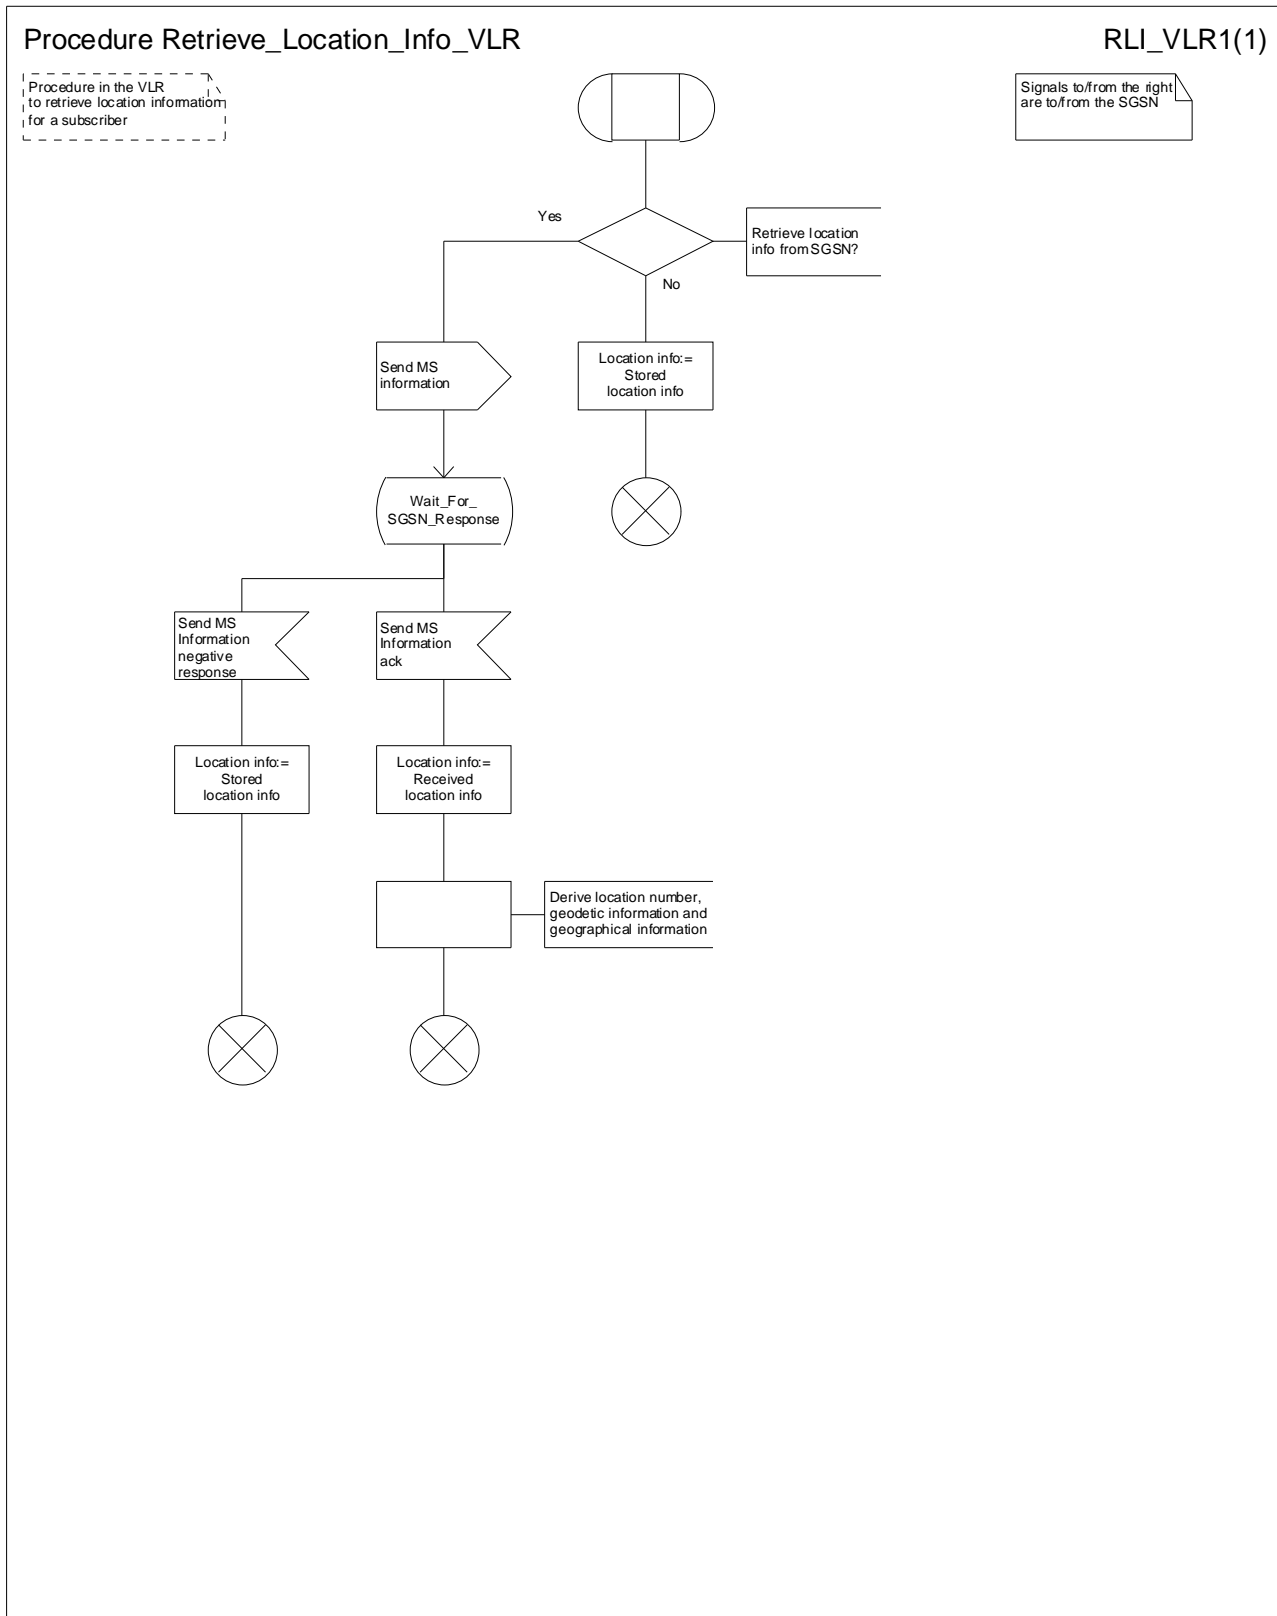 Procedure Retrieve_Location_Info_VLR
RLI_VLR1(1)
Procedure in the VLR
to retrieve location information
for a subscriber
Signals to/from the right
are to/from the SGSN
Yes
Retrieve location
info from SGSN?
No
Send MS
information
Location info:=
Stored
location info
Wait_For_
SGSN_Response
Send MS
Information
negative
response
Send MS
Information
ack
Location info:=
Stored
location info
Location info:=
Received
location info
Derive location number,
geodetic information and
geographical information